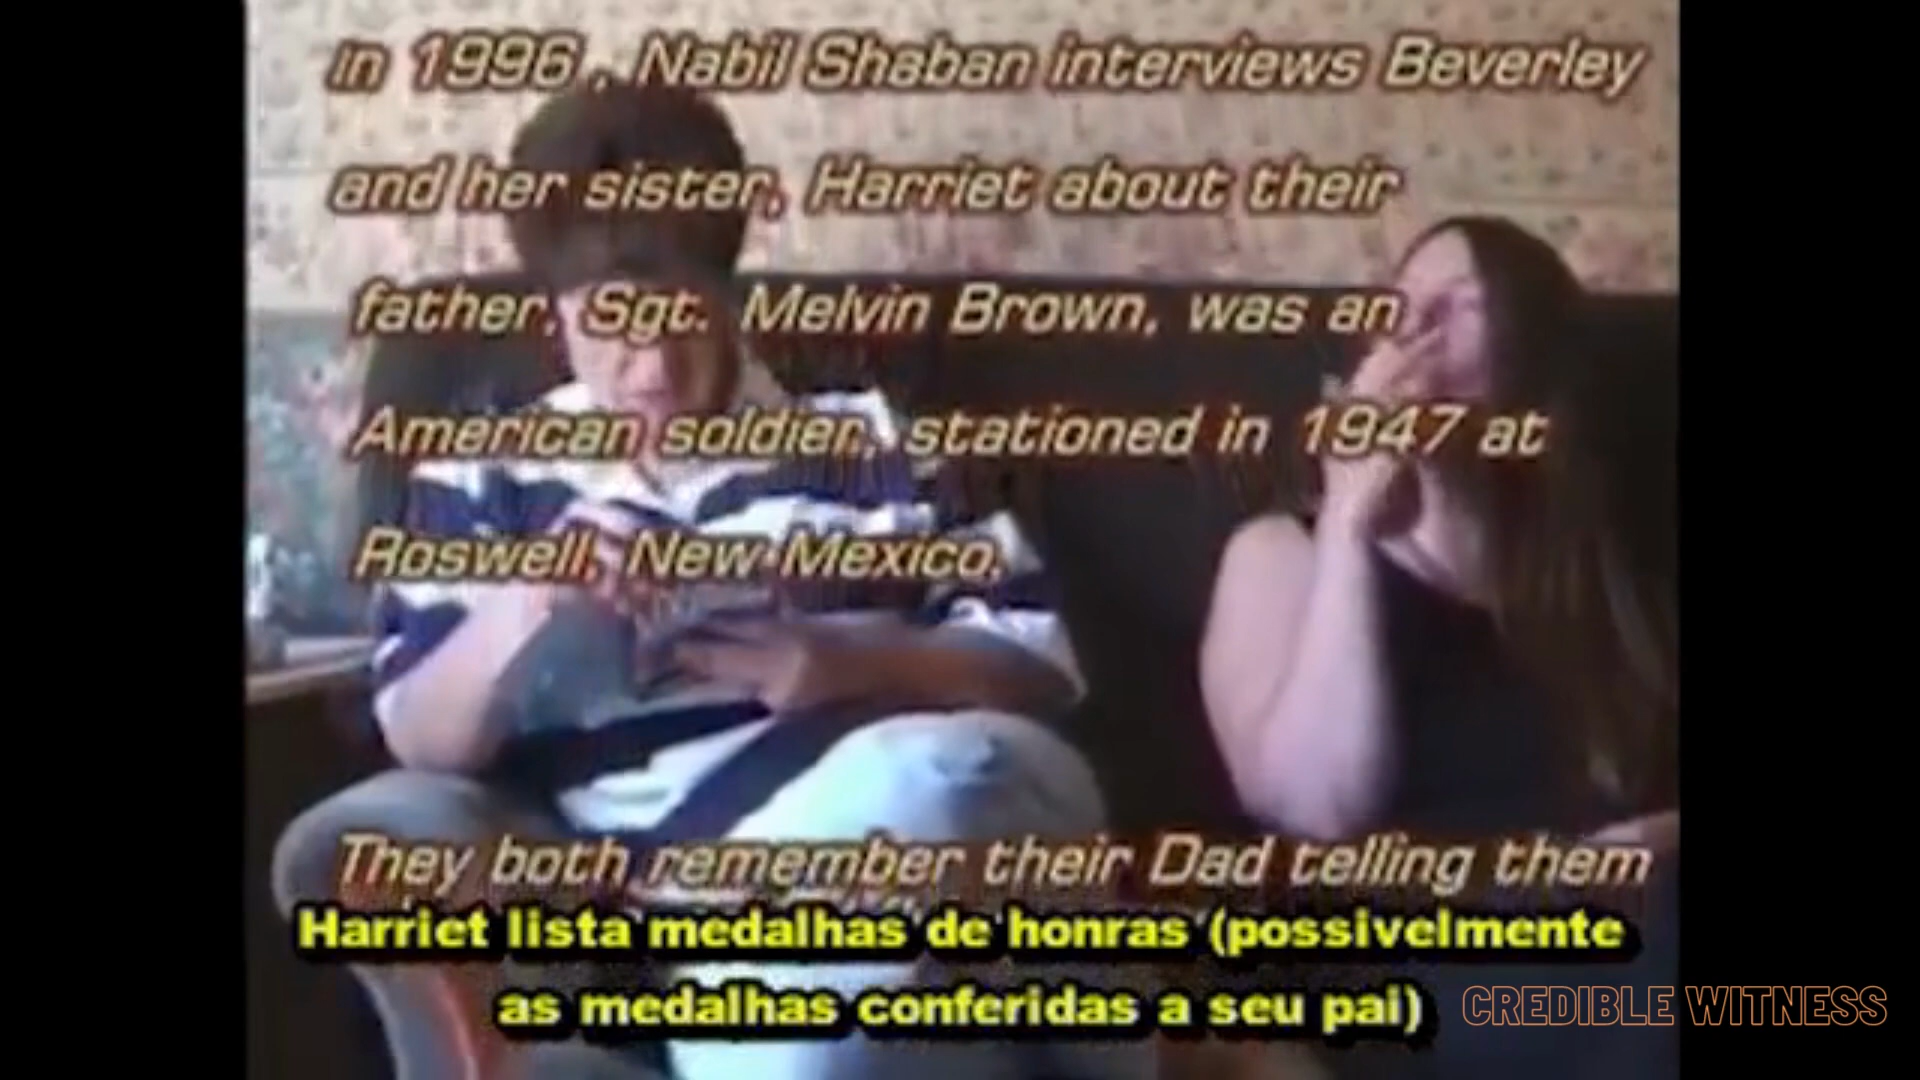 in 1996 , Nabil Shaban interviews Beverley
and her sister, Harriet about their
father, Sgt. Melvin Brown, was an
American soldier, stationed in 1947 at
Roswell, New Mexico.
They both remember their Dad telling them
Harriet lista medalhas de honras (possivelmente
as medalhas conferidas a seu pai)
CREDIBLE WITNESS